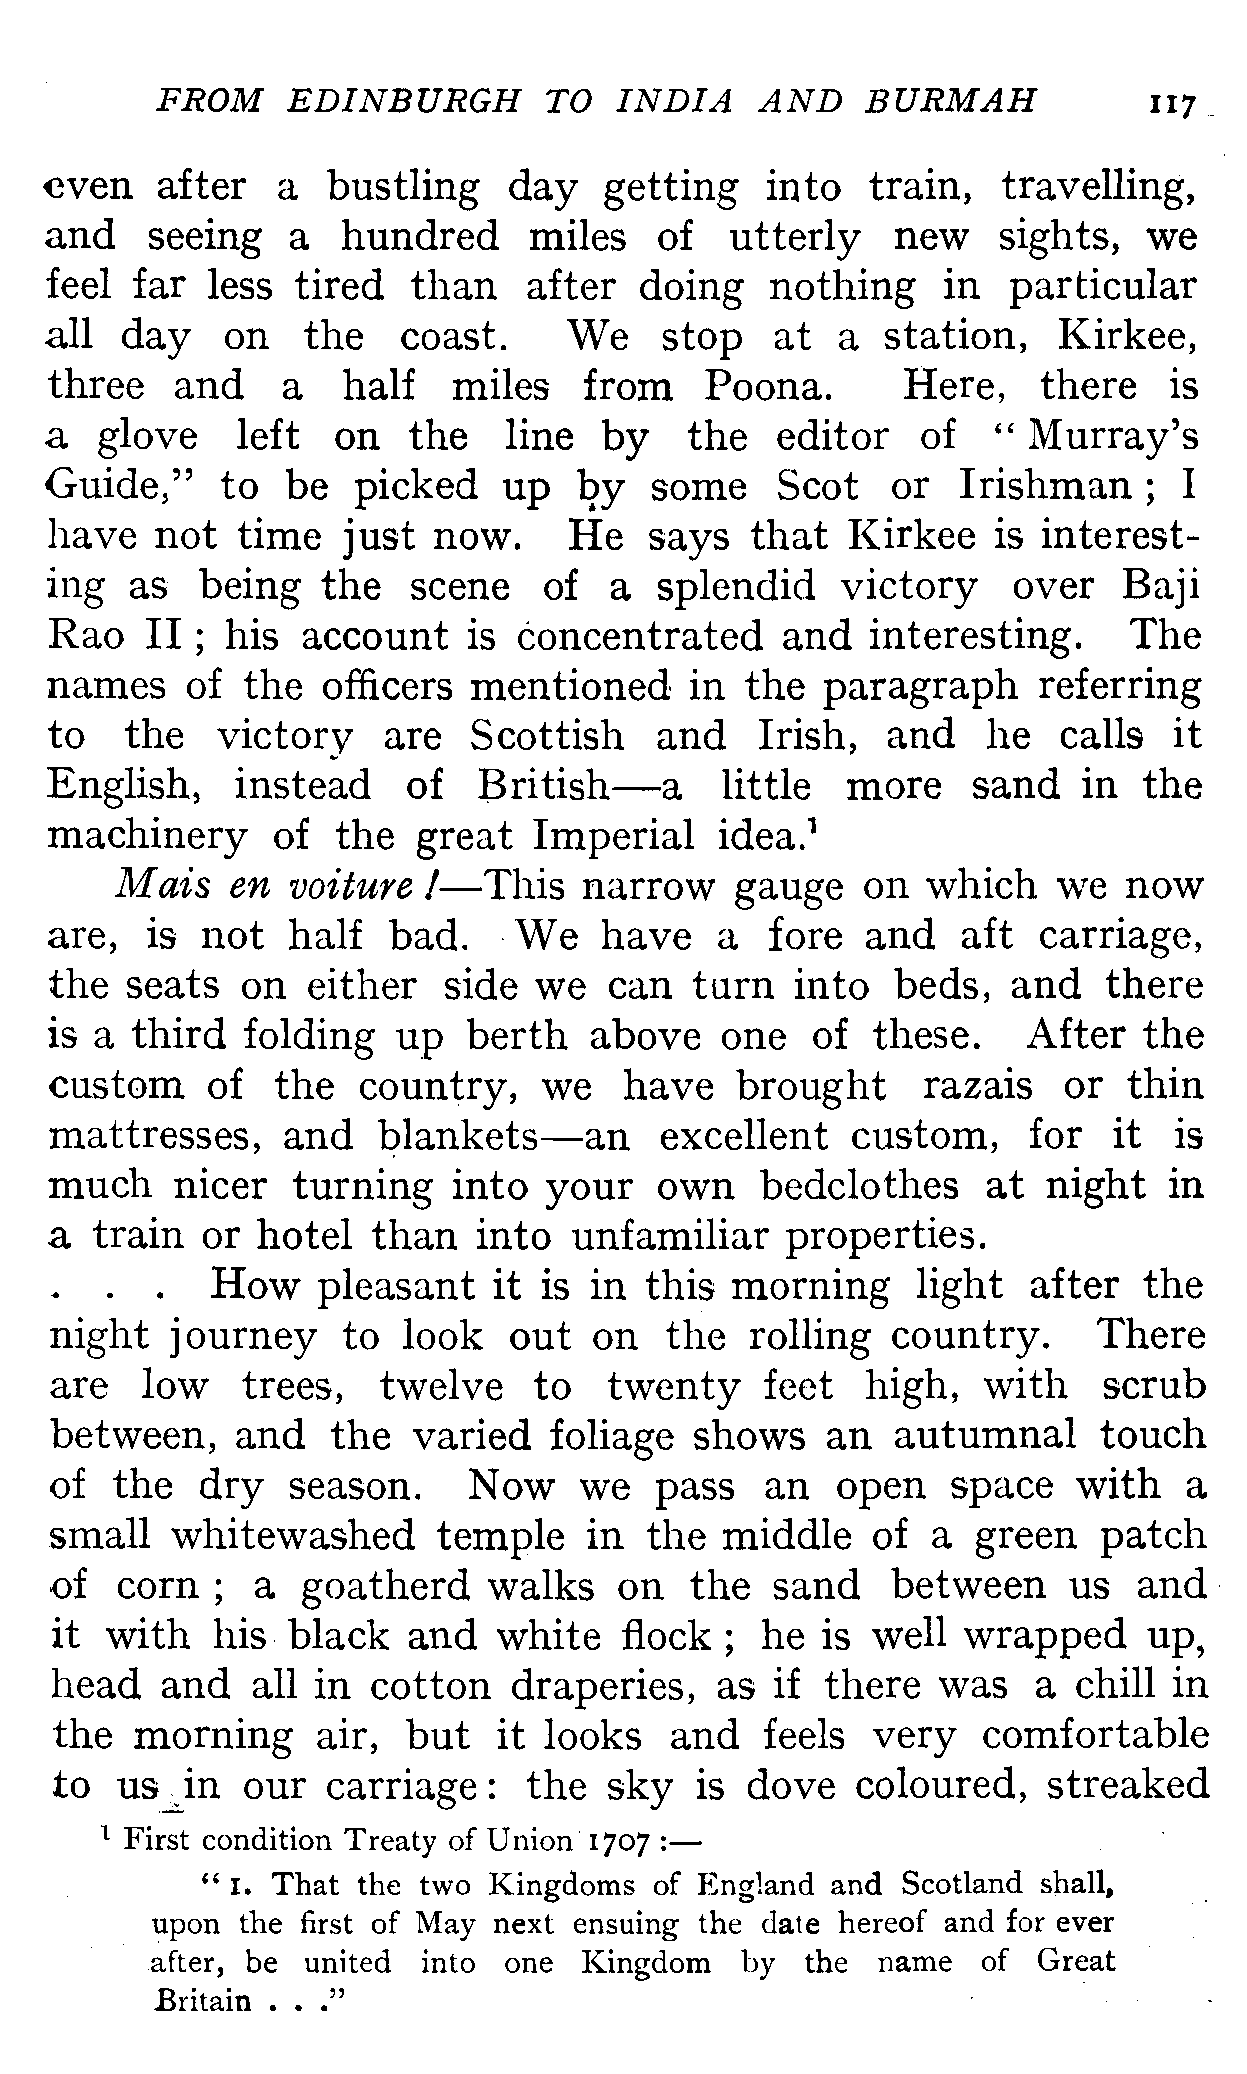 FROM EDINBURGH TO INDIA AND BURMAH 117
even after a bustling day getting into train, travelling,
and seeing a hundred miles of utterly new sights, we
feel far less tired than after doing nothing in particular
all day on the coast. We stop at a station, Kirkee,
three and a half miles from Poona. Here, there is
a glove left on the line by the editor of “ Murray's
Guide,” to be picked up by some Scot or Irishman ; I
have not time just now. He says that Kirkee is interest-
ing as being the scene of a splendid victory over Baji
Rao II ; his account is concentrated and interesting. The
names of the officers mentioned in the paragraph referring
to the victory are Scottish and Irish, and he calls it
English, instead of British—a little more sand in the
machinery of the great Imperial idea.¹
Mais en voiture !—This narrow gauge on which we now
are, is not half bad. We have a fore and aft carriage,
the seats on either side we can turn into beds, and there
is a third folding up berth above one of these. After the
custom of the country, we have brought razais or thin
mattresses, and blankets—an excellent custom, for it is
much nicer turning into your own bedclothes at night in
a train or hotel than into unfamiliar properties.
. . . How pleasant it is in this morning light after the
night journey to look out on the rolling country. There
are low trees, twelve to twenty feet high, with scrub
between, and the varied foliage shows an autumnal touch
of the dry season. Now we pass an open space with a
small whitewashed temple in the middle of a green patch
of corn ; a goatherd walks on the sand between us and
it with his black and white flock ; he is well wrapped up,
head and all in cotton draperies, as if there was a chill in
the morning air, but it looks and feels very comfortable
to us in our carriage : the sky is dove coloured, streaked
¹ First condition Treaty of Union 1707 :—
“ 1. That the two Kingdoms of England and Scotland shall,
upon the first of May next ensuing the date hereof and for ever
after, be united into one Kingdom by the name of Great
Britain . . .”